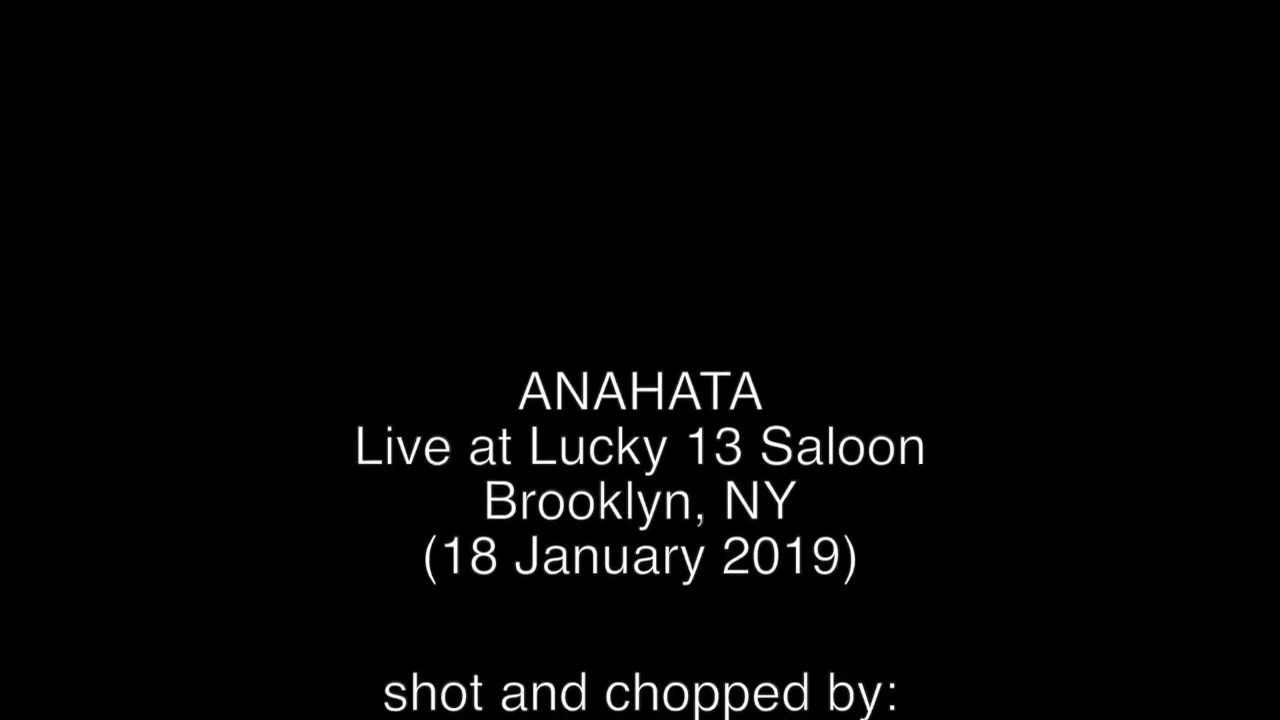 ANAHATA
Live at Lucky 13 Saloon
Brooklyn, NY
(18 January 2019)
shot and chopped by: